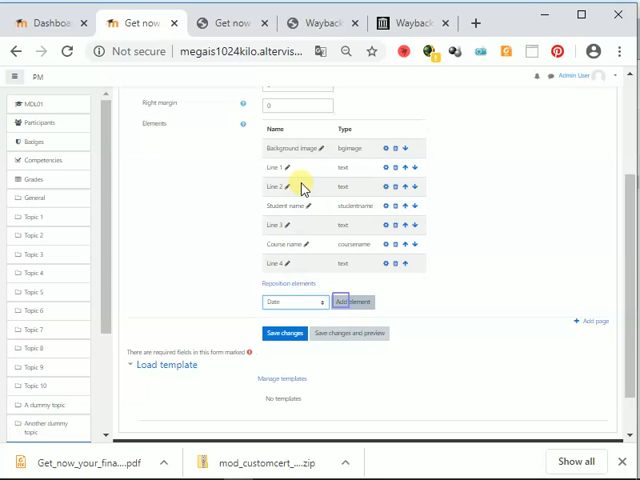 Dashboa
Get now
Get now
Wayback
Wayback
Not secure
megais1024kilo.altervis
PM
Admin User
MDL01
Participants
Badges
Competencies
Grades
General
Topic 1
Topic 2
Topic 3
Topic 4
Topic 5
Topic 6
Topic 7
Topic 8
Topic 9
Topic 10
A dummy topic
Another dummy
topic
Right margin
0
Elements
Name Type
Background image bgimage
Line 1 text
Line 2 text
Student name studentname
Line 3 text
Course name coursename
Line 4 text
Reposition elements
Date
Add element
Add page
Save changes
Save changes and preview
There are required fields in this form marked .
Load template
Manage templates
No templates
Get_now_your_fina....pdf
mod_customcert_....zip
Show all